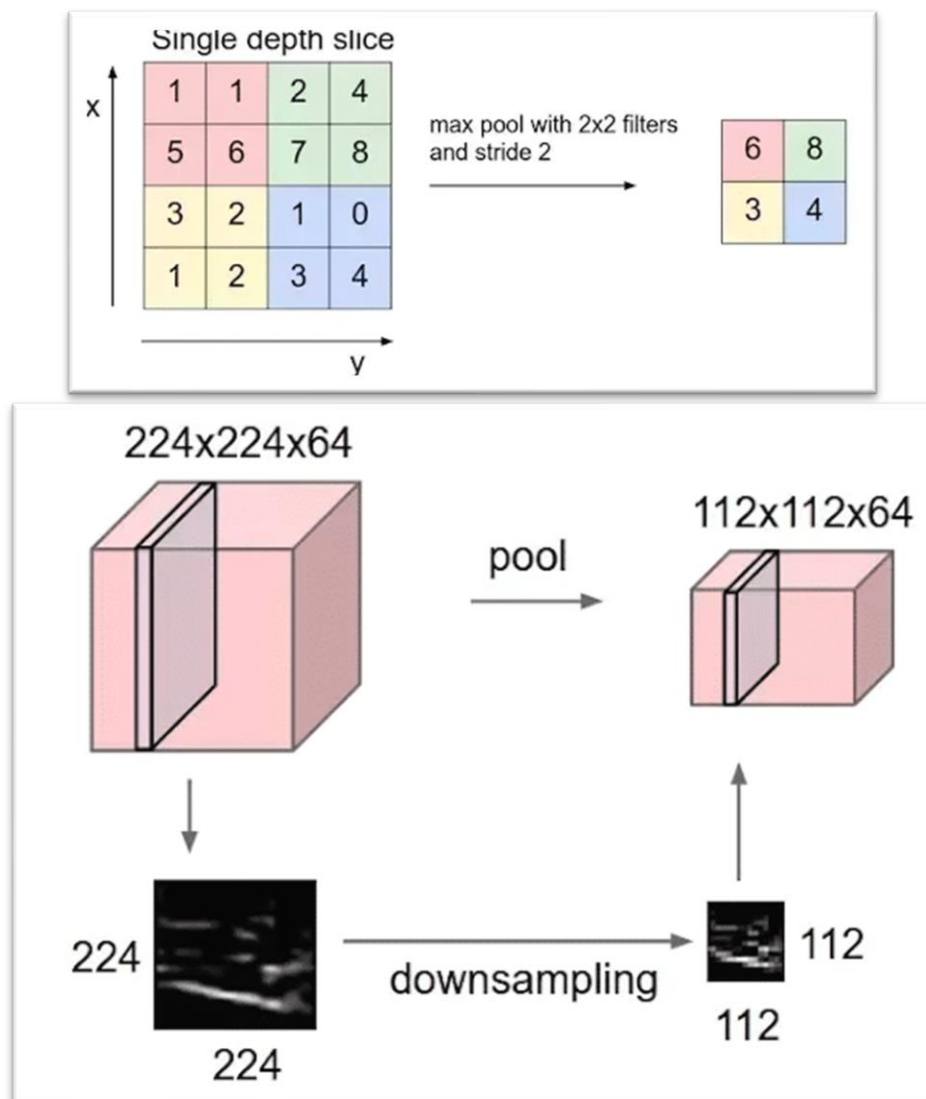 Single depth slice
x
1 1 2 4
5 6 7 8
3 2 1 0
1 2 3 4
y
max pool with 2x2 filters
and stride 2
6 8
3 4
224x224x64
pool
112x112x64
224
224
downsampling
112
112